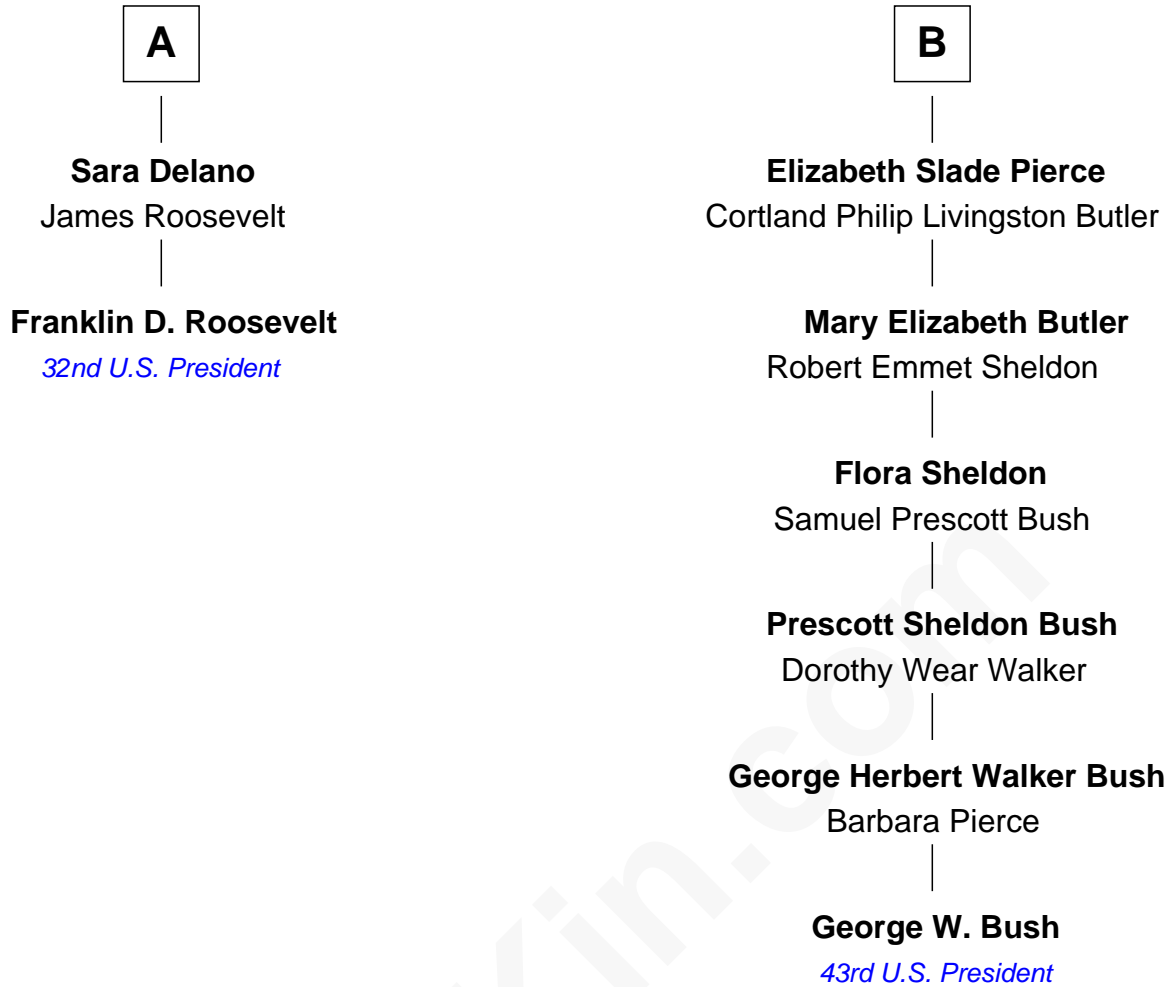 A
Sara Delano
James Roosevelt
Franklin D. Roosevelt
32nd U.S. President
B
Elizabeth Slade Pierce
Cortland Philip Livingston Butler
Mary Elizabeth Butler
Robert Emmet Sheldon
Flora Sheldon
Samuel Prescott Bush
Prescott Sheldon Bush
Dorothy Wear Walker
George Herbert Walker Bush
Barbara Pierce
George W. Bush
43rd U.S. President